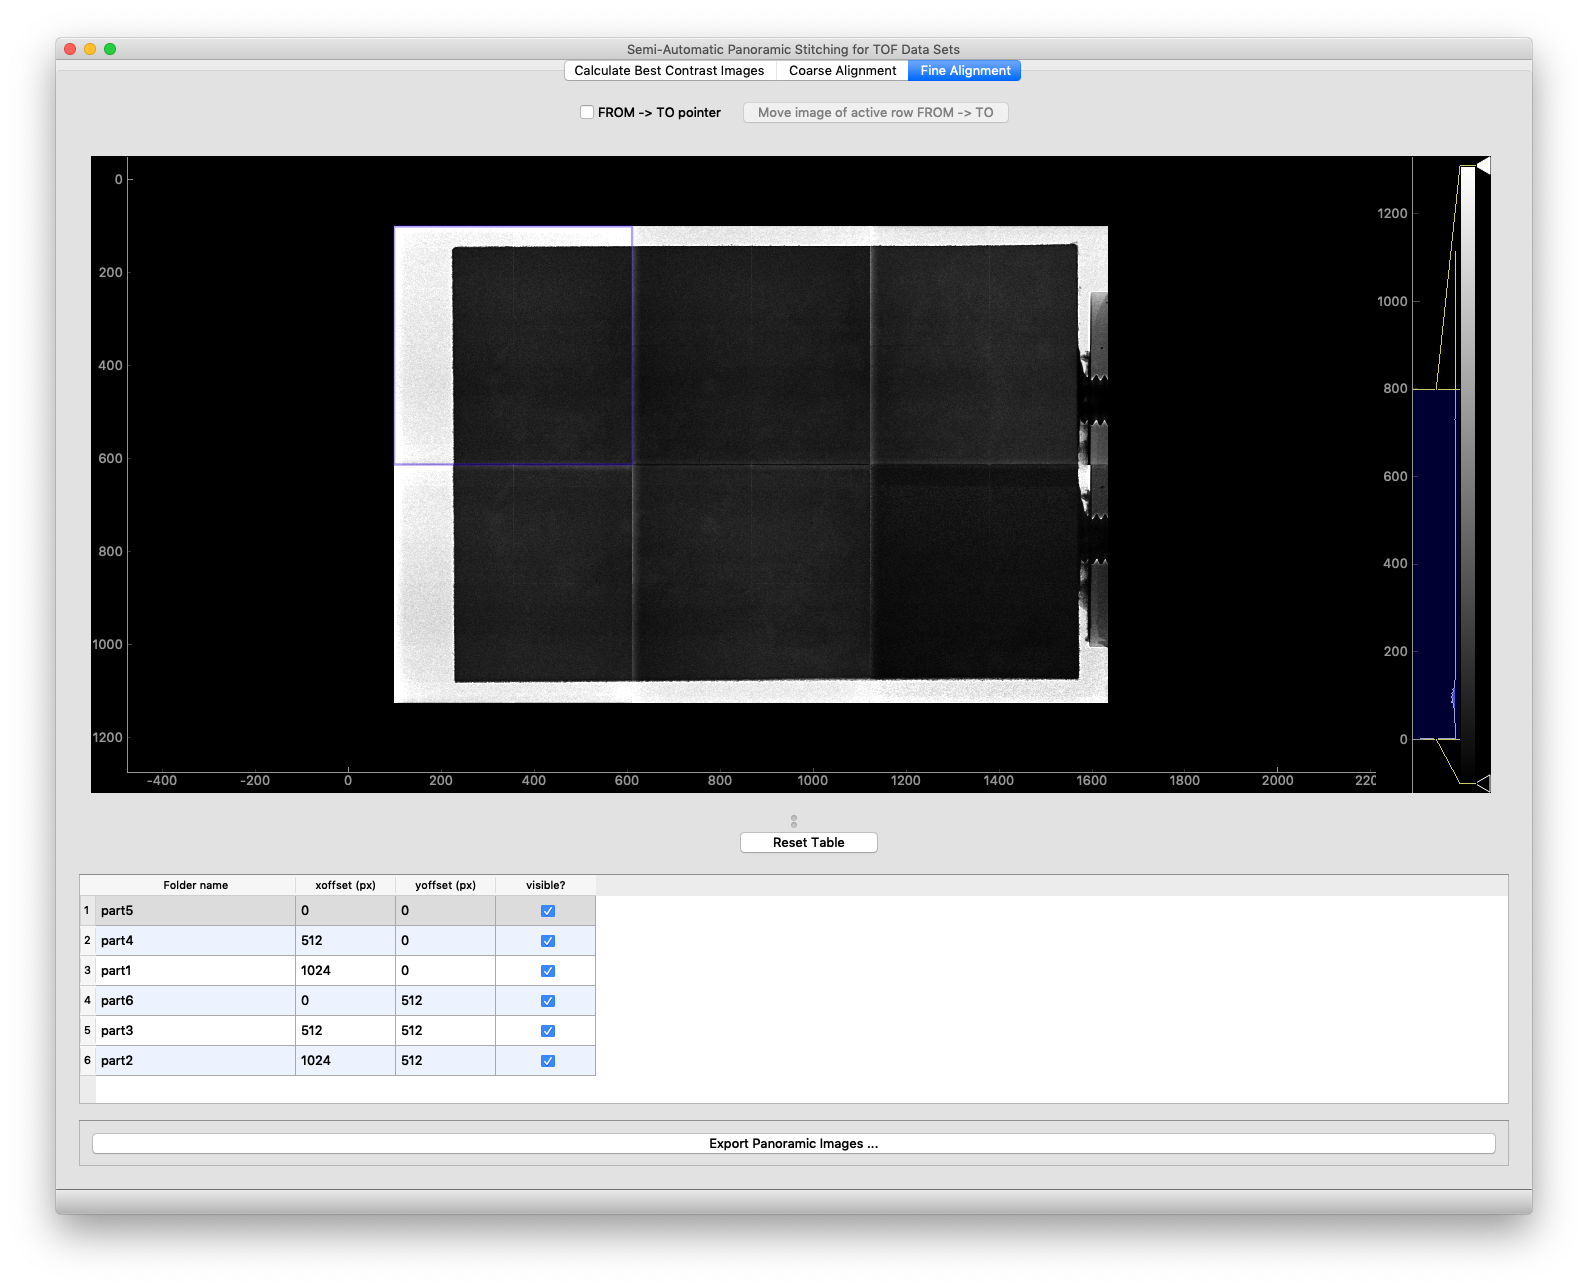 Semi-Automatic Panoramic Stitching for TOF Data Sets
Calculate Best Contrast Images Coarse Alignment Fine Alignment
FROM -> TO pointer Move image of active row FROM -> TO
0
200
400
600
800
1000
1200
-400 -200 0 200 400 600 800 1000 1200 1400 1600 1800 2000 220
1200
1000
800
600
400
200
0
Reset Table
Folder name xoffset (px) yoffset (px) visible?
1 part5 0 0
2 part4 512 0
3 part1 1024 0
4 part6 0 512
5 part3 512 512
6 part2 1024 512
Export Panoramic Images ...